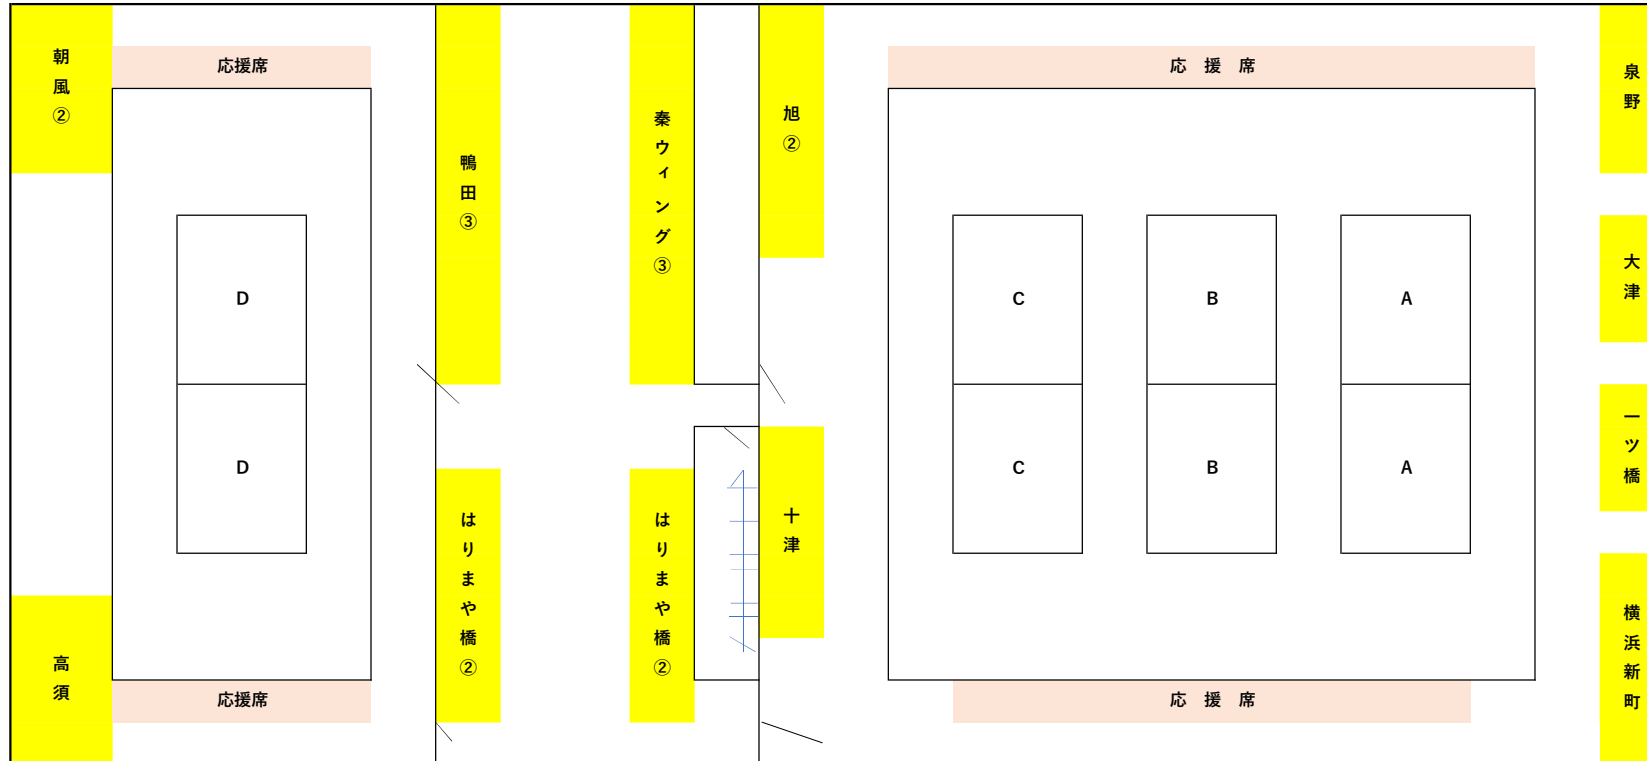 朝風②
応援席
鴨田③
秦ウィング③
旭②
応 援 席
泉野
大津
D
C
B
A
一ツ橋
D
C
B
A
はりまや橋②
はりまや橋②
十津
横浜新町
高須
応援席
応 援 席